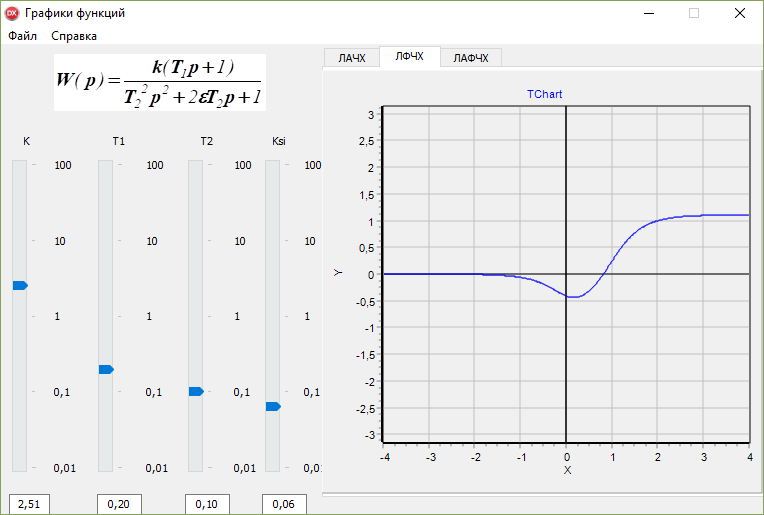 Графики функций
Файл Справка
W(p) = k(T₁p+1) / T₂²p²+2εT₂p+1
K T1 T2 Ksi
100 100 100 100
10 10 10 10
1 1 1 1
0,1 0,1 0,1 0,1
0,01 0,01 0,01 0,0
2,51 0,20 0,10 0,06
ЛАЧХ ЛФЧХ ЛАФЧХ
TChart
Y
3
2,5
2
1,5
1
0,5
0
-0,5
-1
-1,5
-2
-2,5
-3
-4 -3 -2 -1 0 1 2 3 4
X